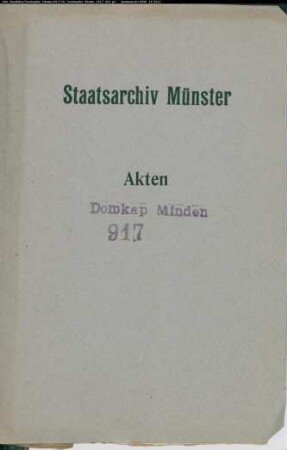 Staatsarchiv Münster
Akten
Domkap Minden
917